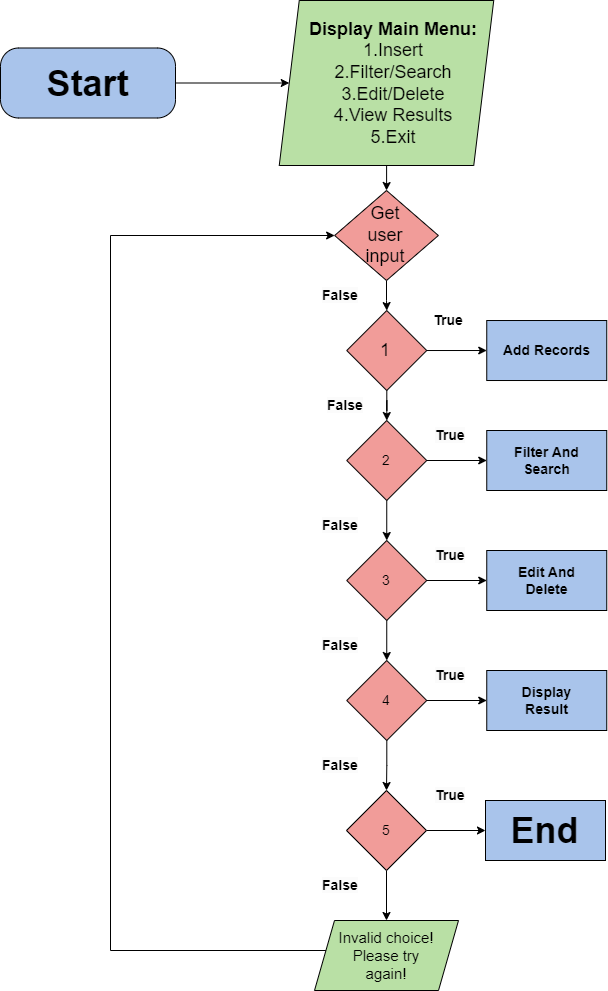 Start
Display Main Menu:
1.Insert
2.Filter/Search
3.Edit/Delete
4.View Results
5.Exit
Get
user
input
False
True
1
Add Records
False
True
2
Filter And
Search
False
True
3
Edit And
Delete
False
True
4
Display
Result
False
True
5
End
False
Invalid choice!
Please try
again!